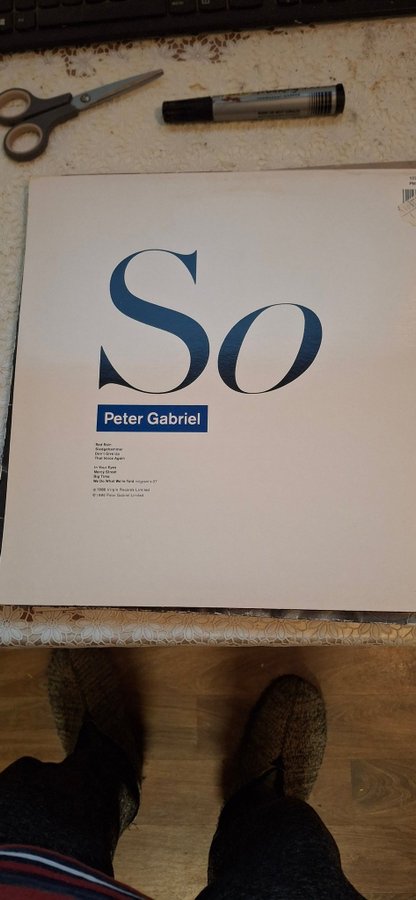 So
Peter Gabriel
Red Rain
Sledgehammer
Don't Give Up
That Voice Again
In Your Eyes
Mercy Street
Big Time
We Do What We're Told
℗ 1986 Virgin Records Limited
© 1986 Peter Gabriel Limited